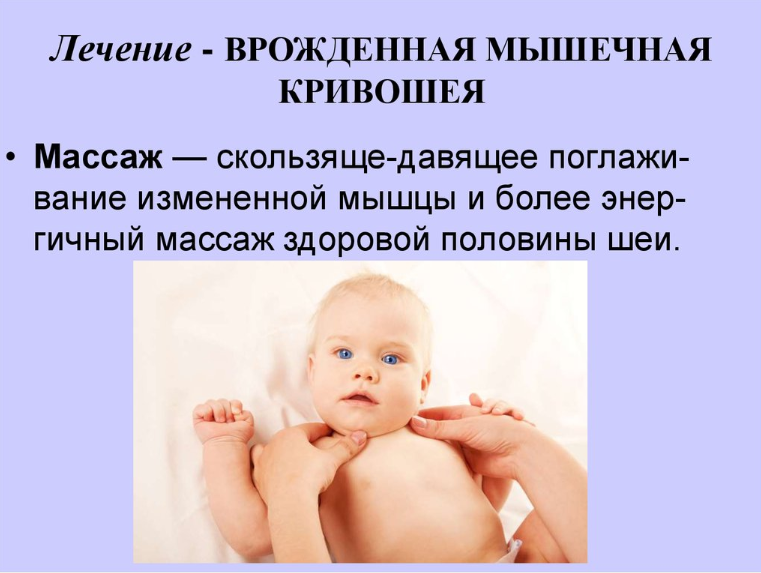 Лечение - ВРОЖДЕННАЯ МЫШЕЧНАЯ
КРИВОШЕЯ
• Массаж — скользяще-давящее поглажи-
вание измененной мышцы и более энер-
гичный массаж здоровой половины шеи.